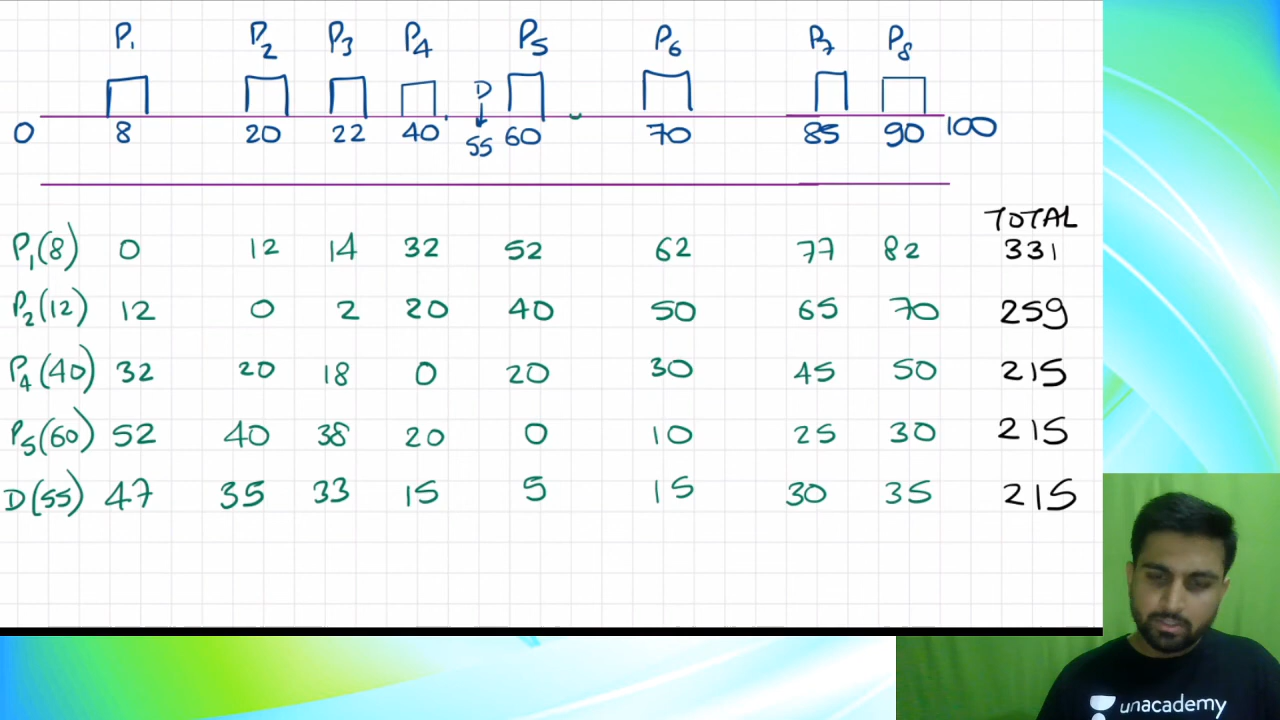 P1 P2 P3 P4 P5 P6 P7 P8
D
0 8 20 22 40 55 60 70 85 90 100
TOTAL
P1(8) 0 12 14 32 52 62 77 82 331
P2(12) 12 0 2 20 40 50 65 70 259
P4(40) 32 20 18 0 20 30 45 50 215
P5(60) 52 40 38 20 0 10 25 30 215
D(55) 47 35 33 15 5 15 30 35 215
unacademy